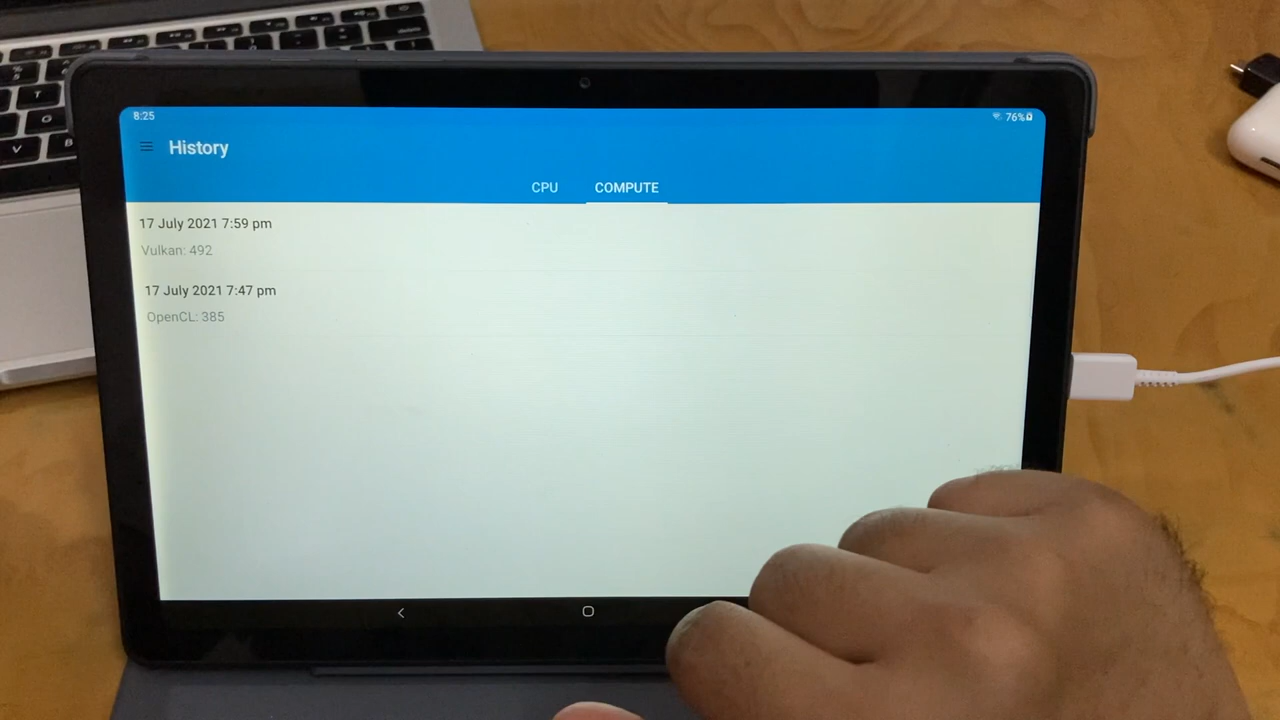 8:25
76%
History
CPU
COMPUTE
17 July 2021 7:59 pm
Vulkan: 492
17 July 2021 7:47 pm
OpenCL: 385
T
G
V
B